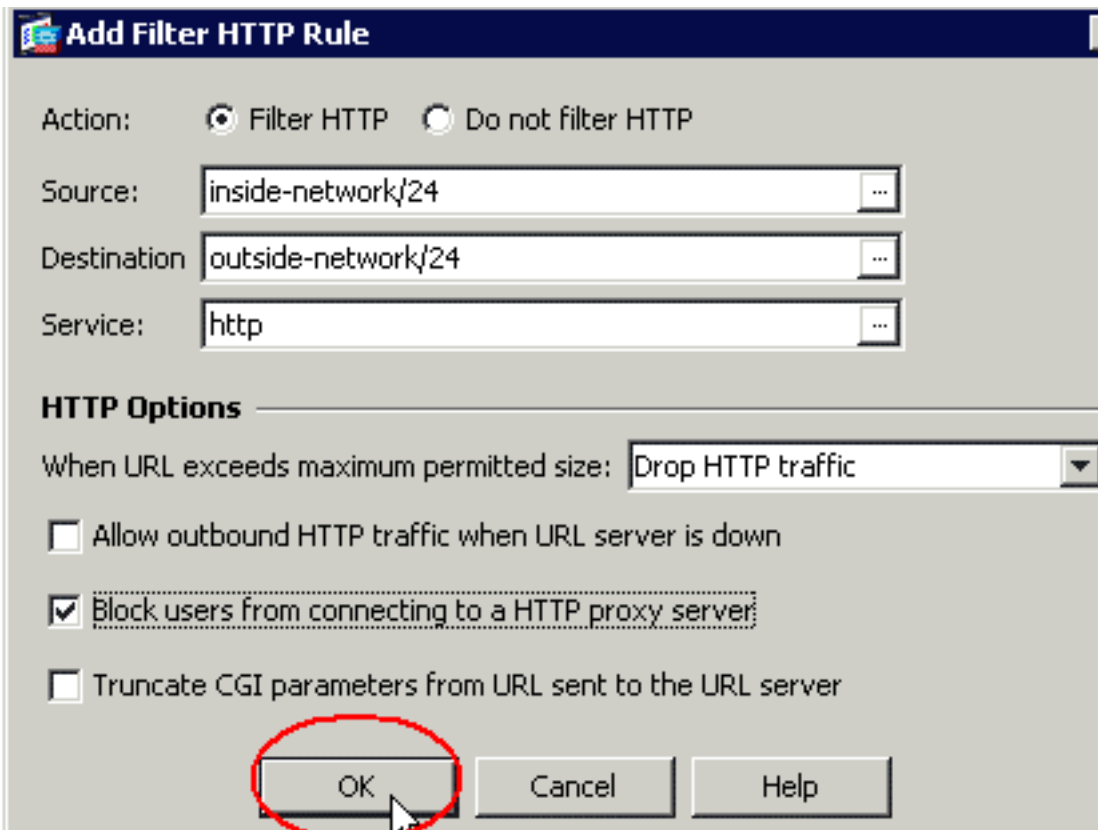 Add Filter HTTP Rule
Action: Filter HTTP Do not filter HTTP
Source: inside-network/24 ...
Destination outside-network/24 ...
Service: http ...
HTTP Options
When URL exceeds maximum permitted size: Drop HTTP traffic
Allow outbound HTTP traffic when URL server is down
Block users from connecting to a HTTP proxy server
Truncate CGI parameters from URL sent to the URL server
OK Cancel Help